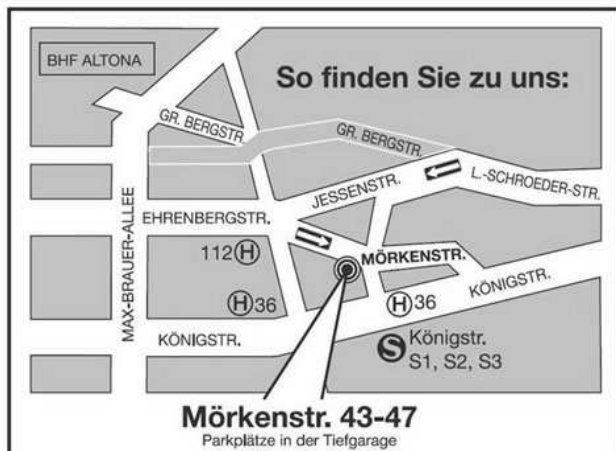 BHF ALTONA
So finden Sie zu uns:
GR. BERGSTR.
GR. BERGSTR.
JESSENSTR.
L.-SCHROEDER-STR.
EHRENBERGSTR.
MAX-BRAUER-ALLEE
112 H
MÖRKENSTR.
H 36
H 36
KÖNIGSTR.
KÖNIGSTR.
S Königstr.
S1, S2, S3
Mörkenstr. 43-47
Parkplätze in der Tiefgarage